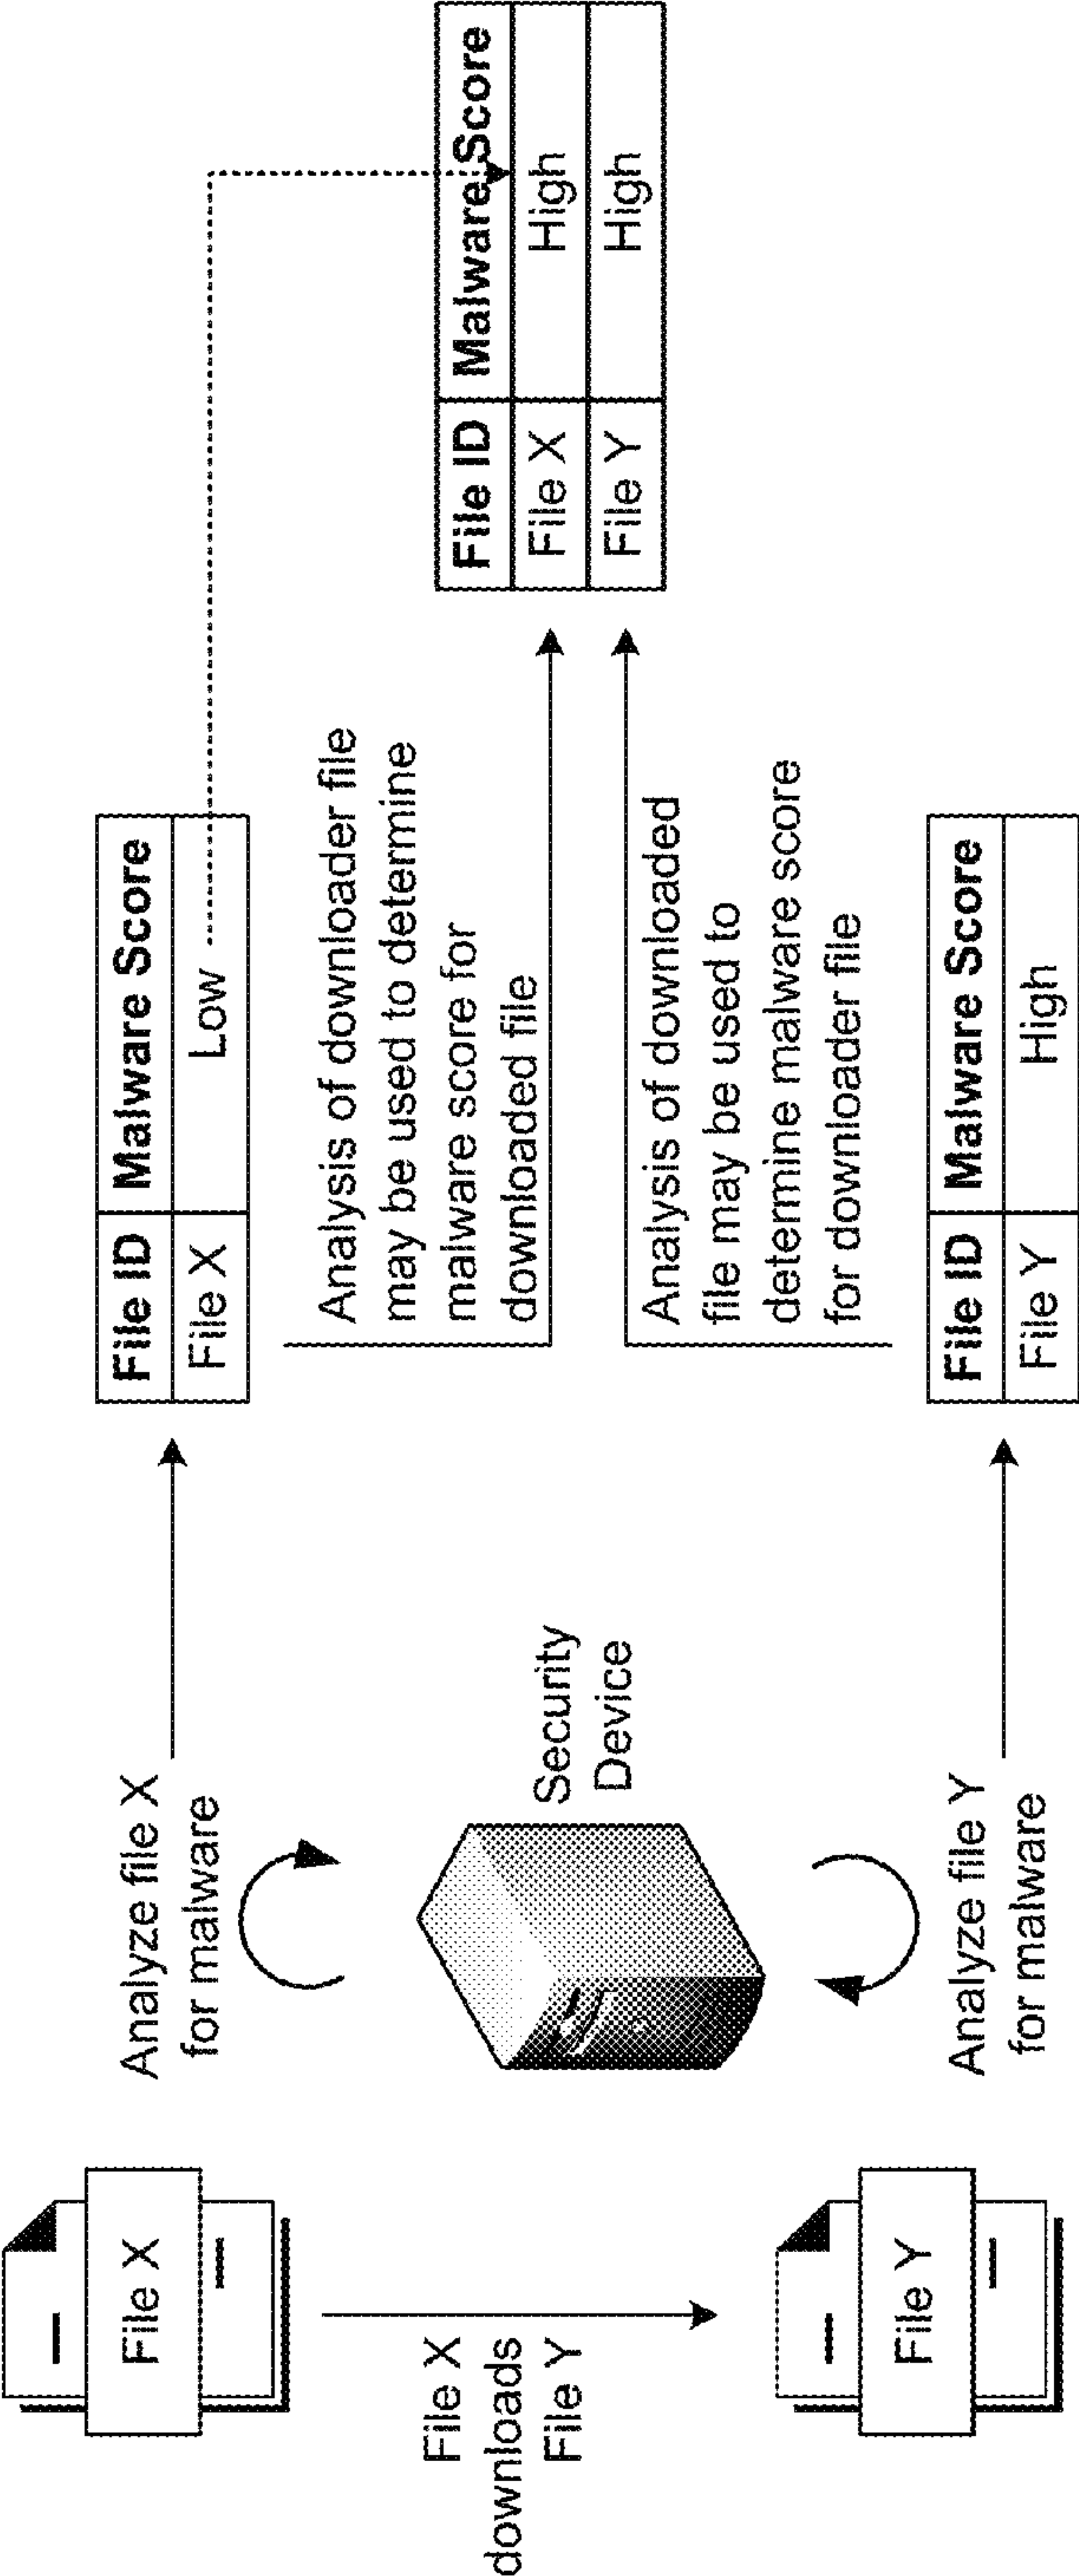 File X
File X
downloads
File Y
File Y
Analyze file X
for malware
Security
Device
Analyze file Y
for malware
File ID Malware Score
File X Low
Analysis of downloader file
may be used to determine
malware score for
downloaded file
Analysis of downloaded
file may be used to
determine malware score
for downloader file
File ID Malware Score
File Y High
File ID Malware Score
File X High
File Y High